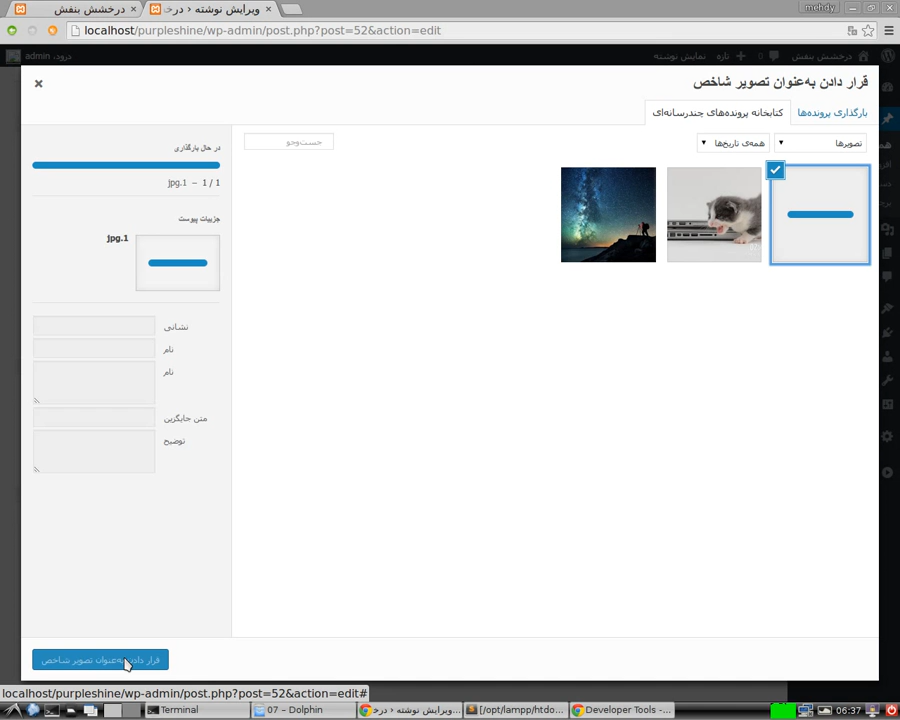 درخشش بنفش
ویرایش نوشته ‹ درخ
mehdy
localhost/purpleshine/wp-admin/post.php?post=52&action=edit
درخشش بنفش
0
تازه
نمایش نوشته
درود، admin
قرار دادن به‌عنوان تصویر شاخص
بارگذاری پرونده‌ها
کتابخانه پرونده‌های چندرسانه‌ای
تصویرها
همه‌ی تاریخ‌ها
جست‌وجو
در حال بارگذاری
1 / 1 – jpg.1
جزییات پیوست
jpg.1
نشانی
نام
نام
متن جایگزین
توضیح
قرار دادن به‌عنوان تصویر شاخص
localhost/purpleshine/wp-admin/post.php?post=52&action=edit#
Terminal
07 – Dolphin
ویرایش نوشته ‹ درخ...
[/opt/lampp/htdo...
Developer Tools -...
06:37